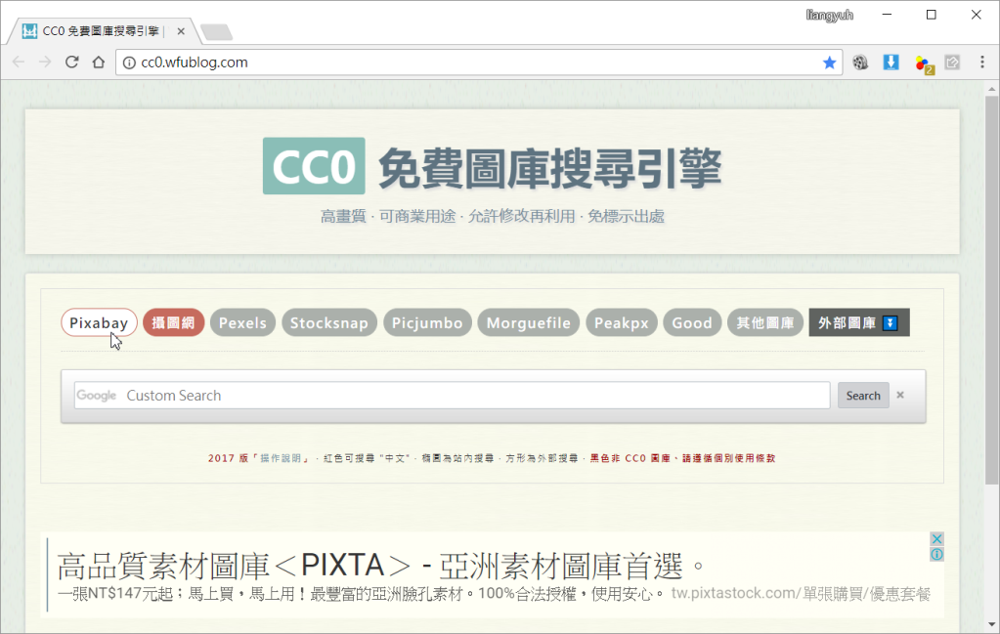 liangyuh
CC0 免費圖庫搜尋引擎 |
cc0.wfublog.com
2
CC0 免費圖庫搜尋引擎
高畫質 · 可商業用途 · 允許修改再利用 · 免標示出處
Pixabay 攝圖網 Pexels Stocksnap Picjumbo Morguefile Peakpx Good 其他圖庫 外部圖庫
Google Custom Search Search ×
2017 版「操作說明」 · 紅色可搜尋 "中文" · 橢圓為站內搜尋 · 方形為外部搜尋 · 黑色非 CC0 圖庫、請遵循個別使用條款
高品質素材圖庫＜PIXTA＞ - 亞洲素材圖庫首選。
一張NT$147元起；馬上買，馬上用！最豐富的亞洲臉孔素材。100%合法授權，使用安心。 tw.pixtastock.com/單張購買/優惠套餐